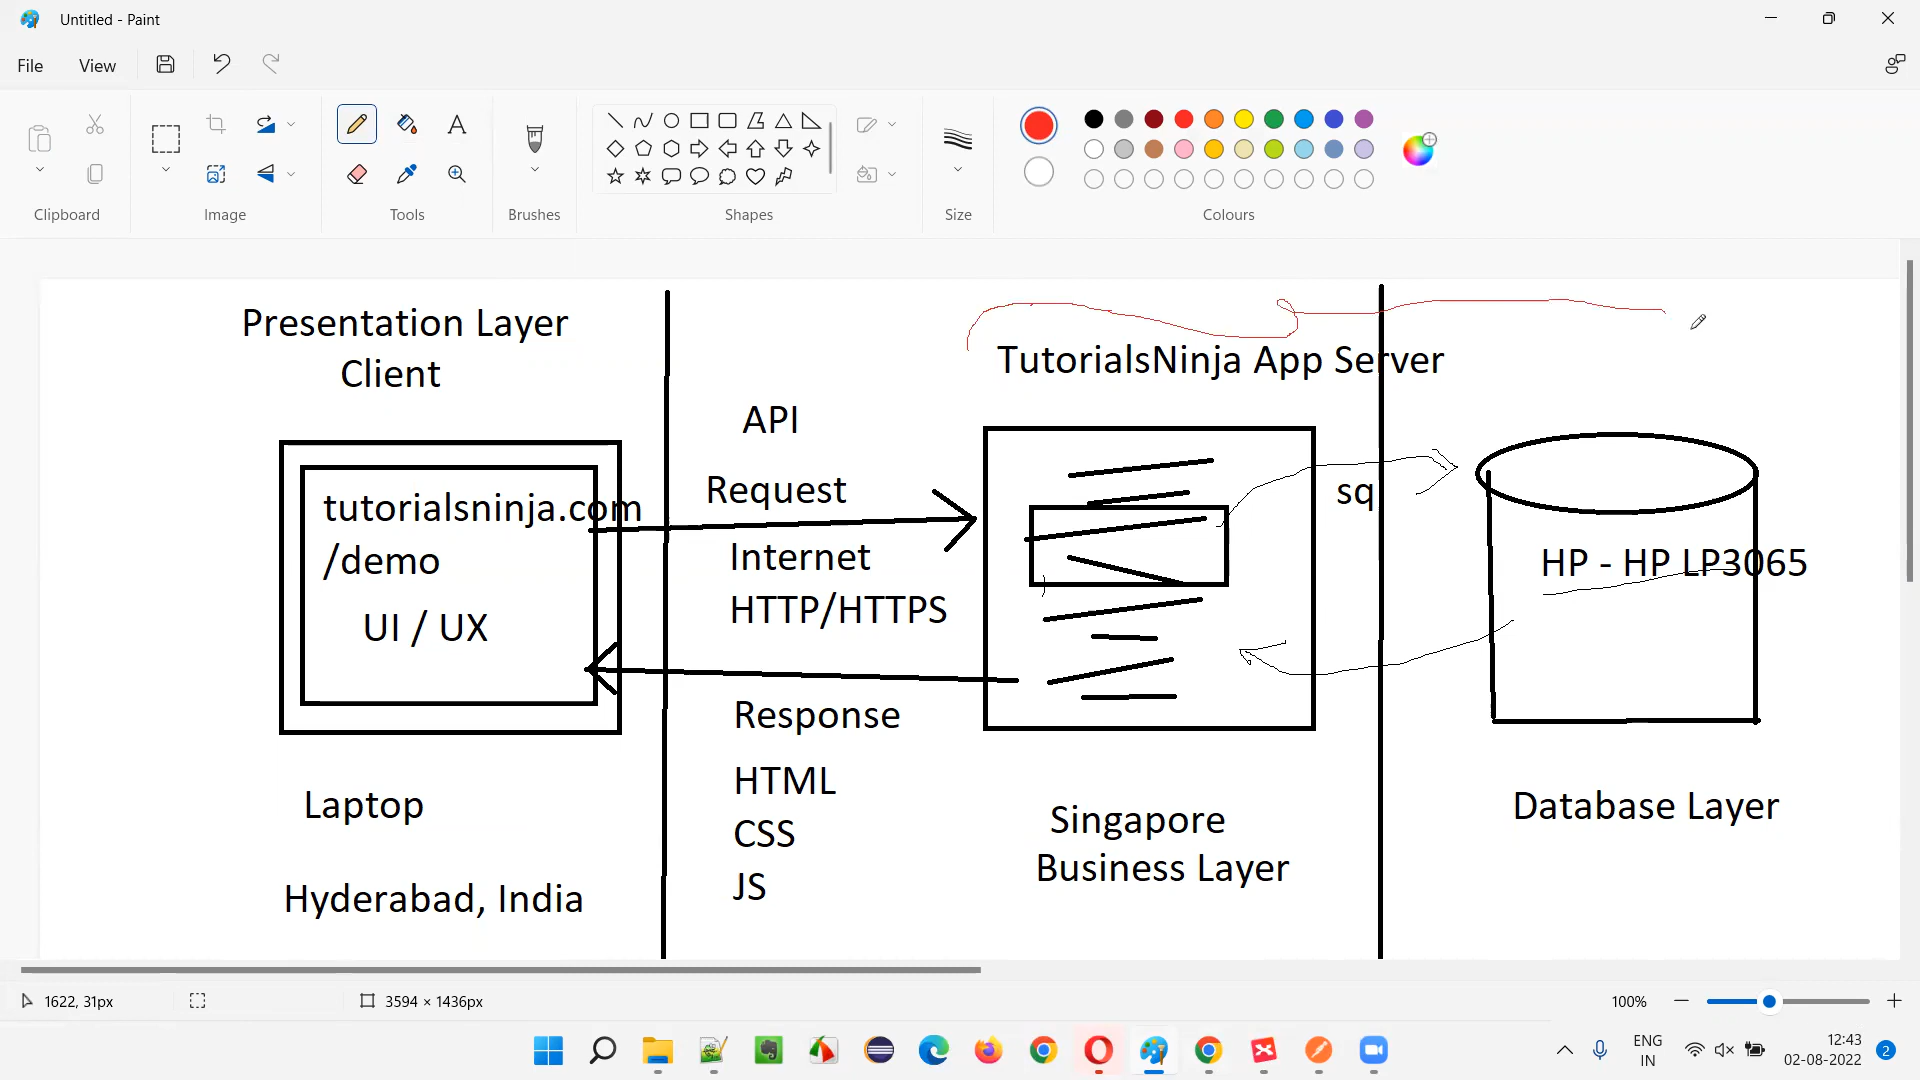 Untitled - Paint
File
View
Clipboard
Image
Tools
Brushes
Shapes
Size
Colours
Presentation Layer
Client
TutorialsNinja App Server
API
tutorialsninja.com
/demo
UI / UX
Request
Internet
HTTP/HTTPS
Response
HTML
CSS
JS
sq
HP - HP LP3065
Laptop
Hyderabad, India
Singapore
Business Layer
Database Layer
1622, 31px
3594 × 1436px
100%
ENG
IN
12:43
02-08-2022
2